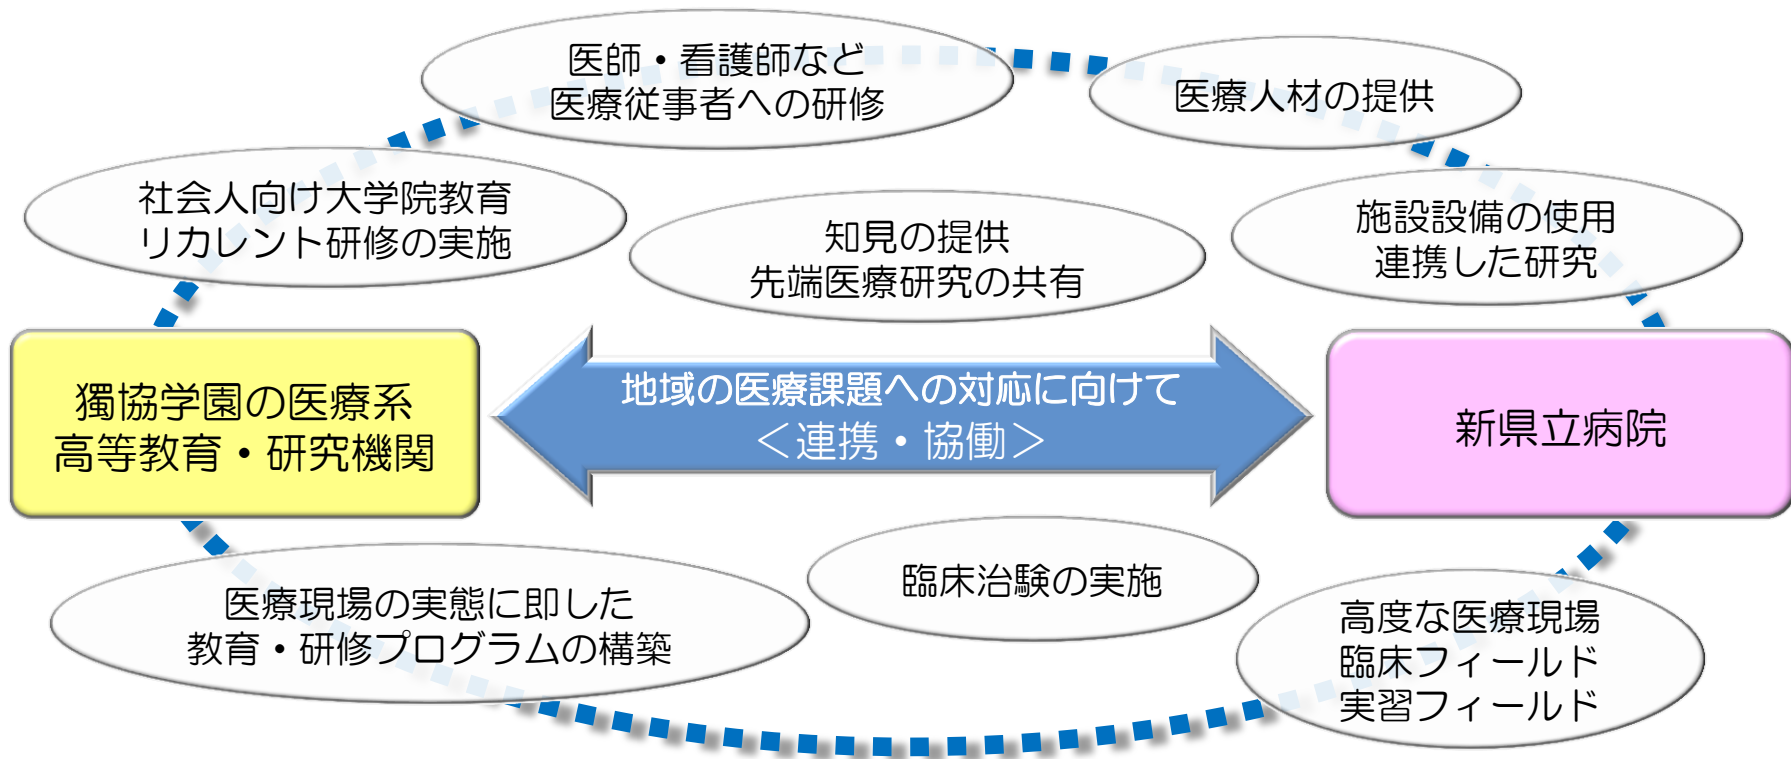 医師・看護師など
医療従事者への研修
医療人材の提供
社会人向け大学院教育
リカレント研修の実施
知見の提供
先端医療研究の共有
施設設備の使用
連携した研究
獨協学園の医療系
高等教育・研究機関
地域の医療課題への対応に向けて
＜連携・協働＞
新県立病院
医療現場の実態に即した
教育・研修プログラムの構築
臨床治験の実施
高度な医療現場
臨床フィールド
実習フィールド